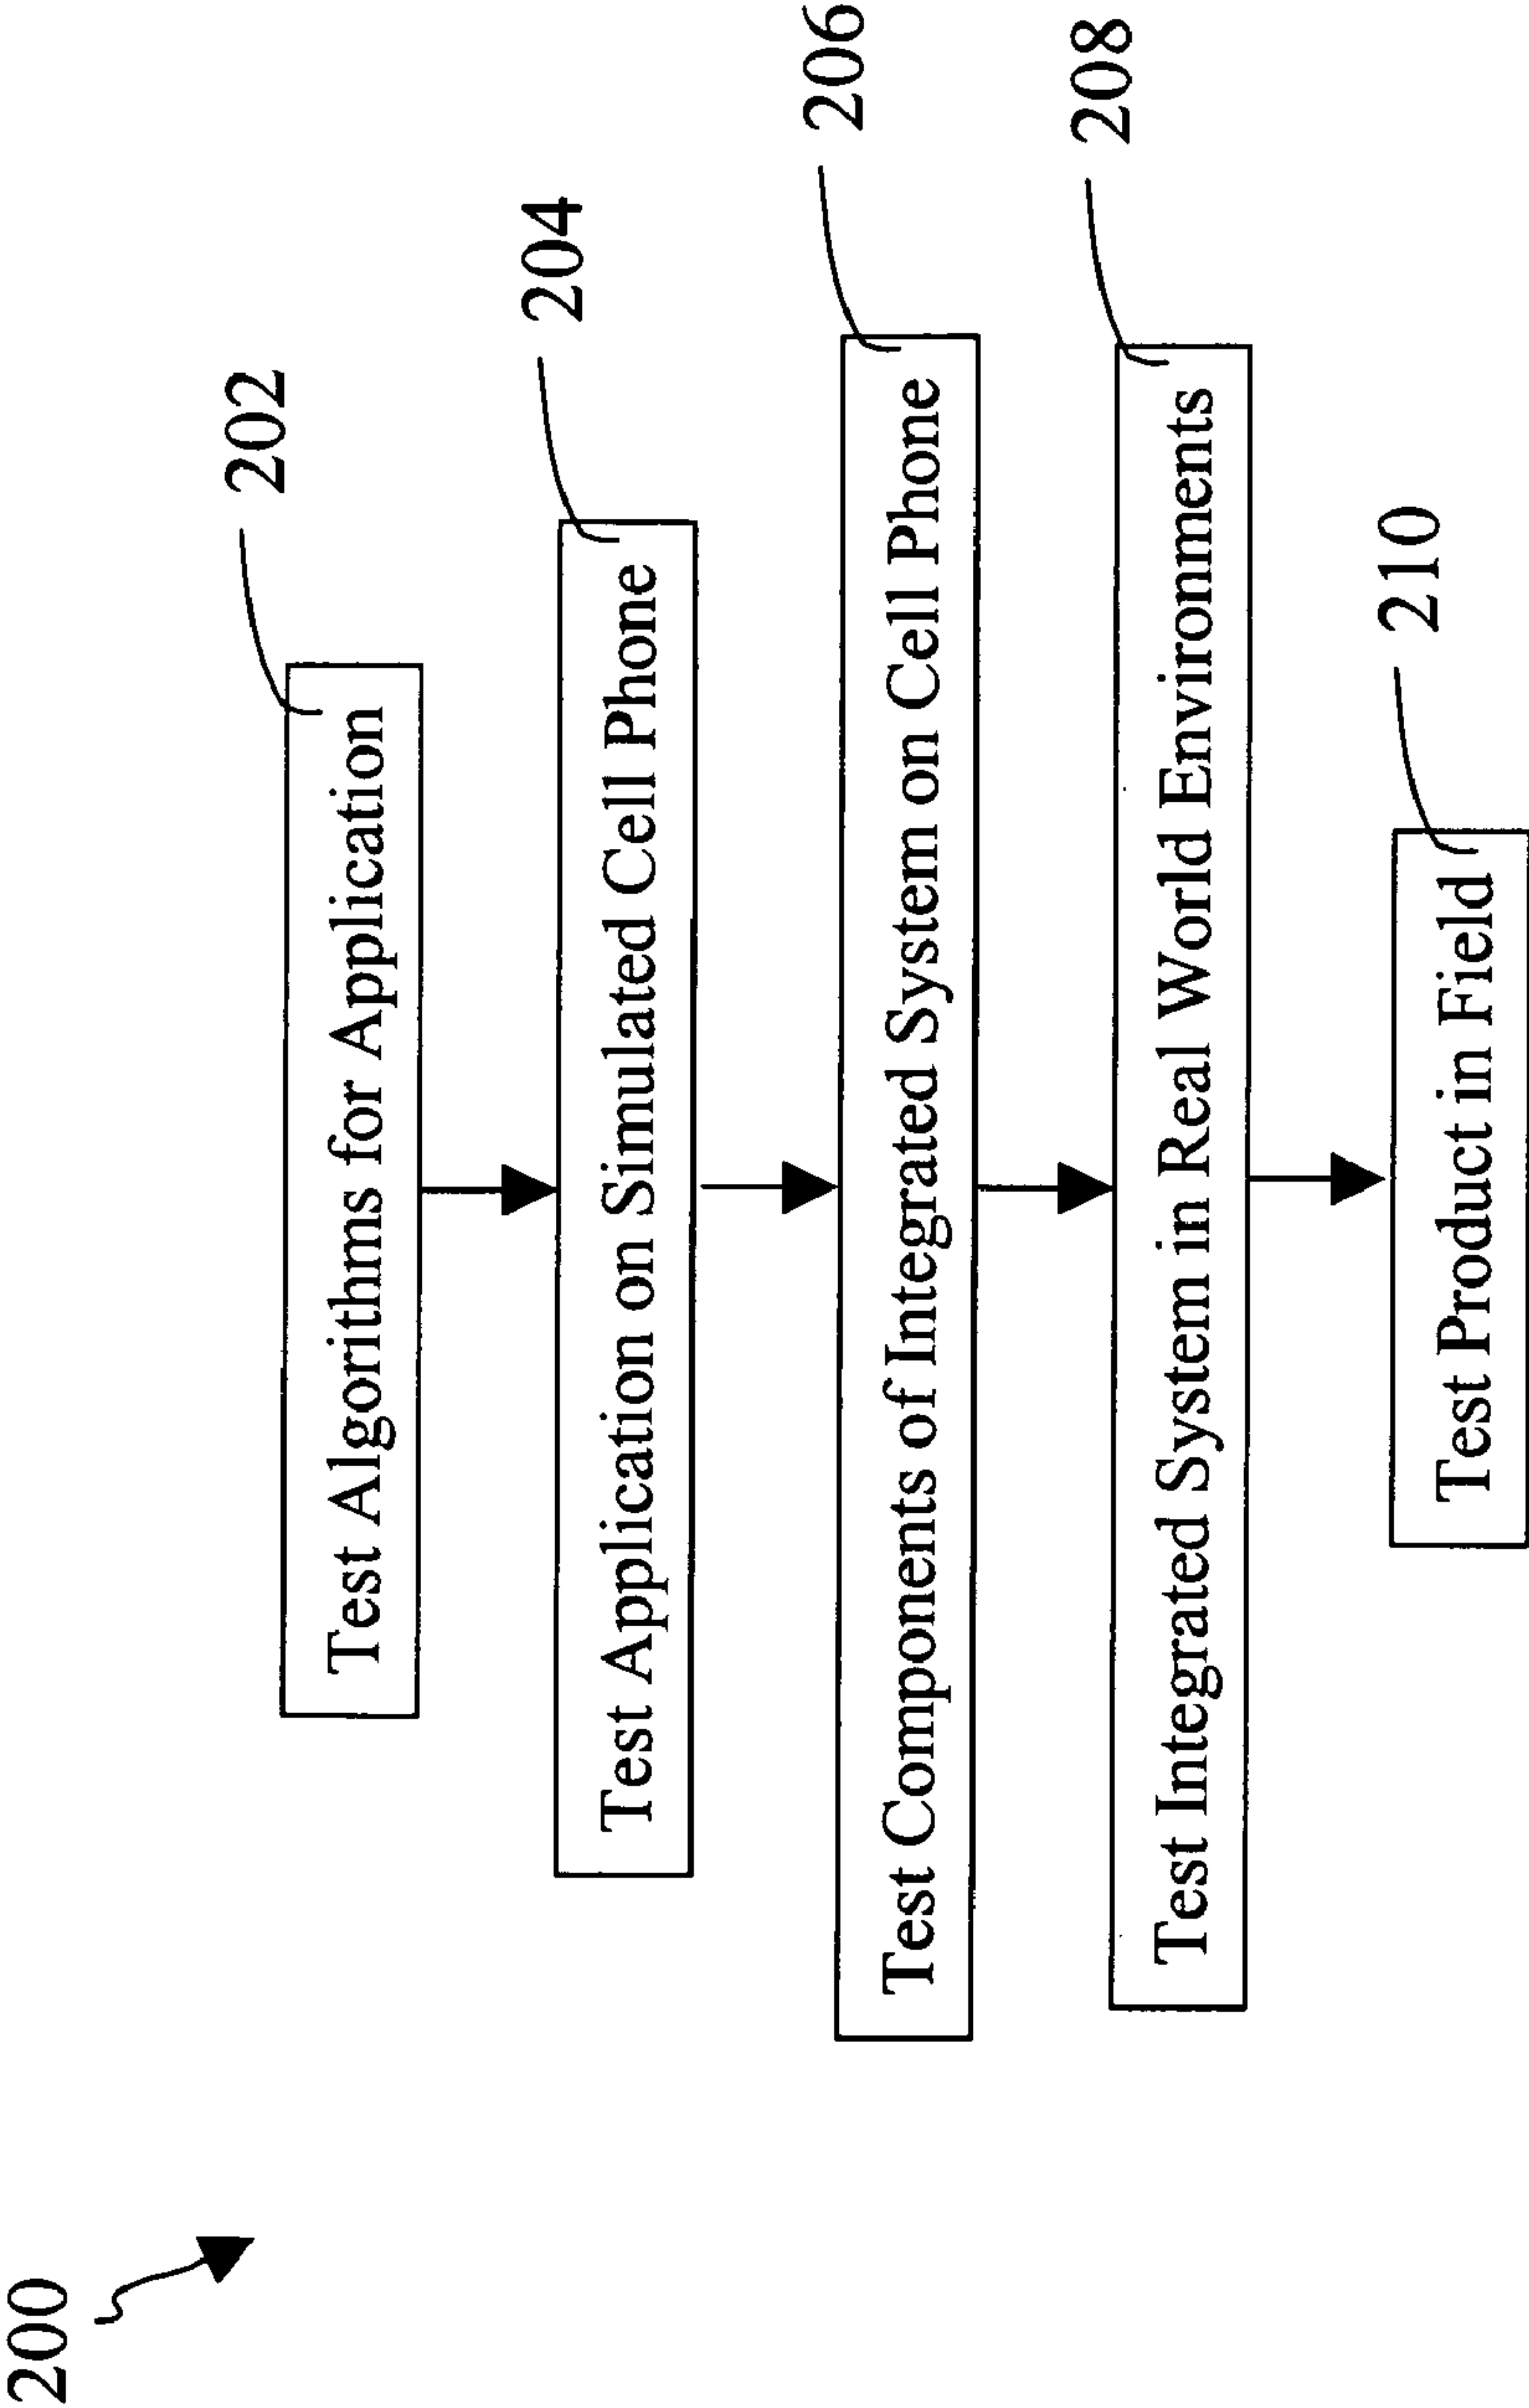 200
202
Test Algorithms for Application
204
Test Application on Simulated Cell Phone
206
Test Components of Integrated System on Cell Phone
208
Test Integrated System in Real World Environments
210
Test Product in Field